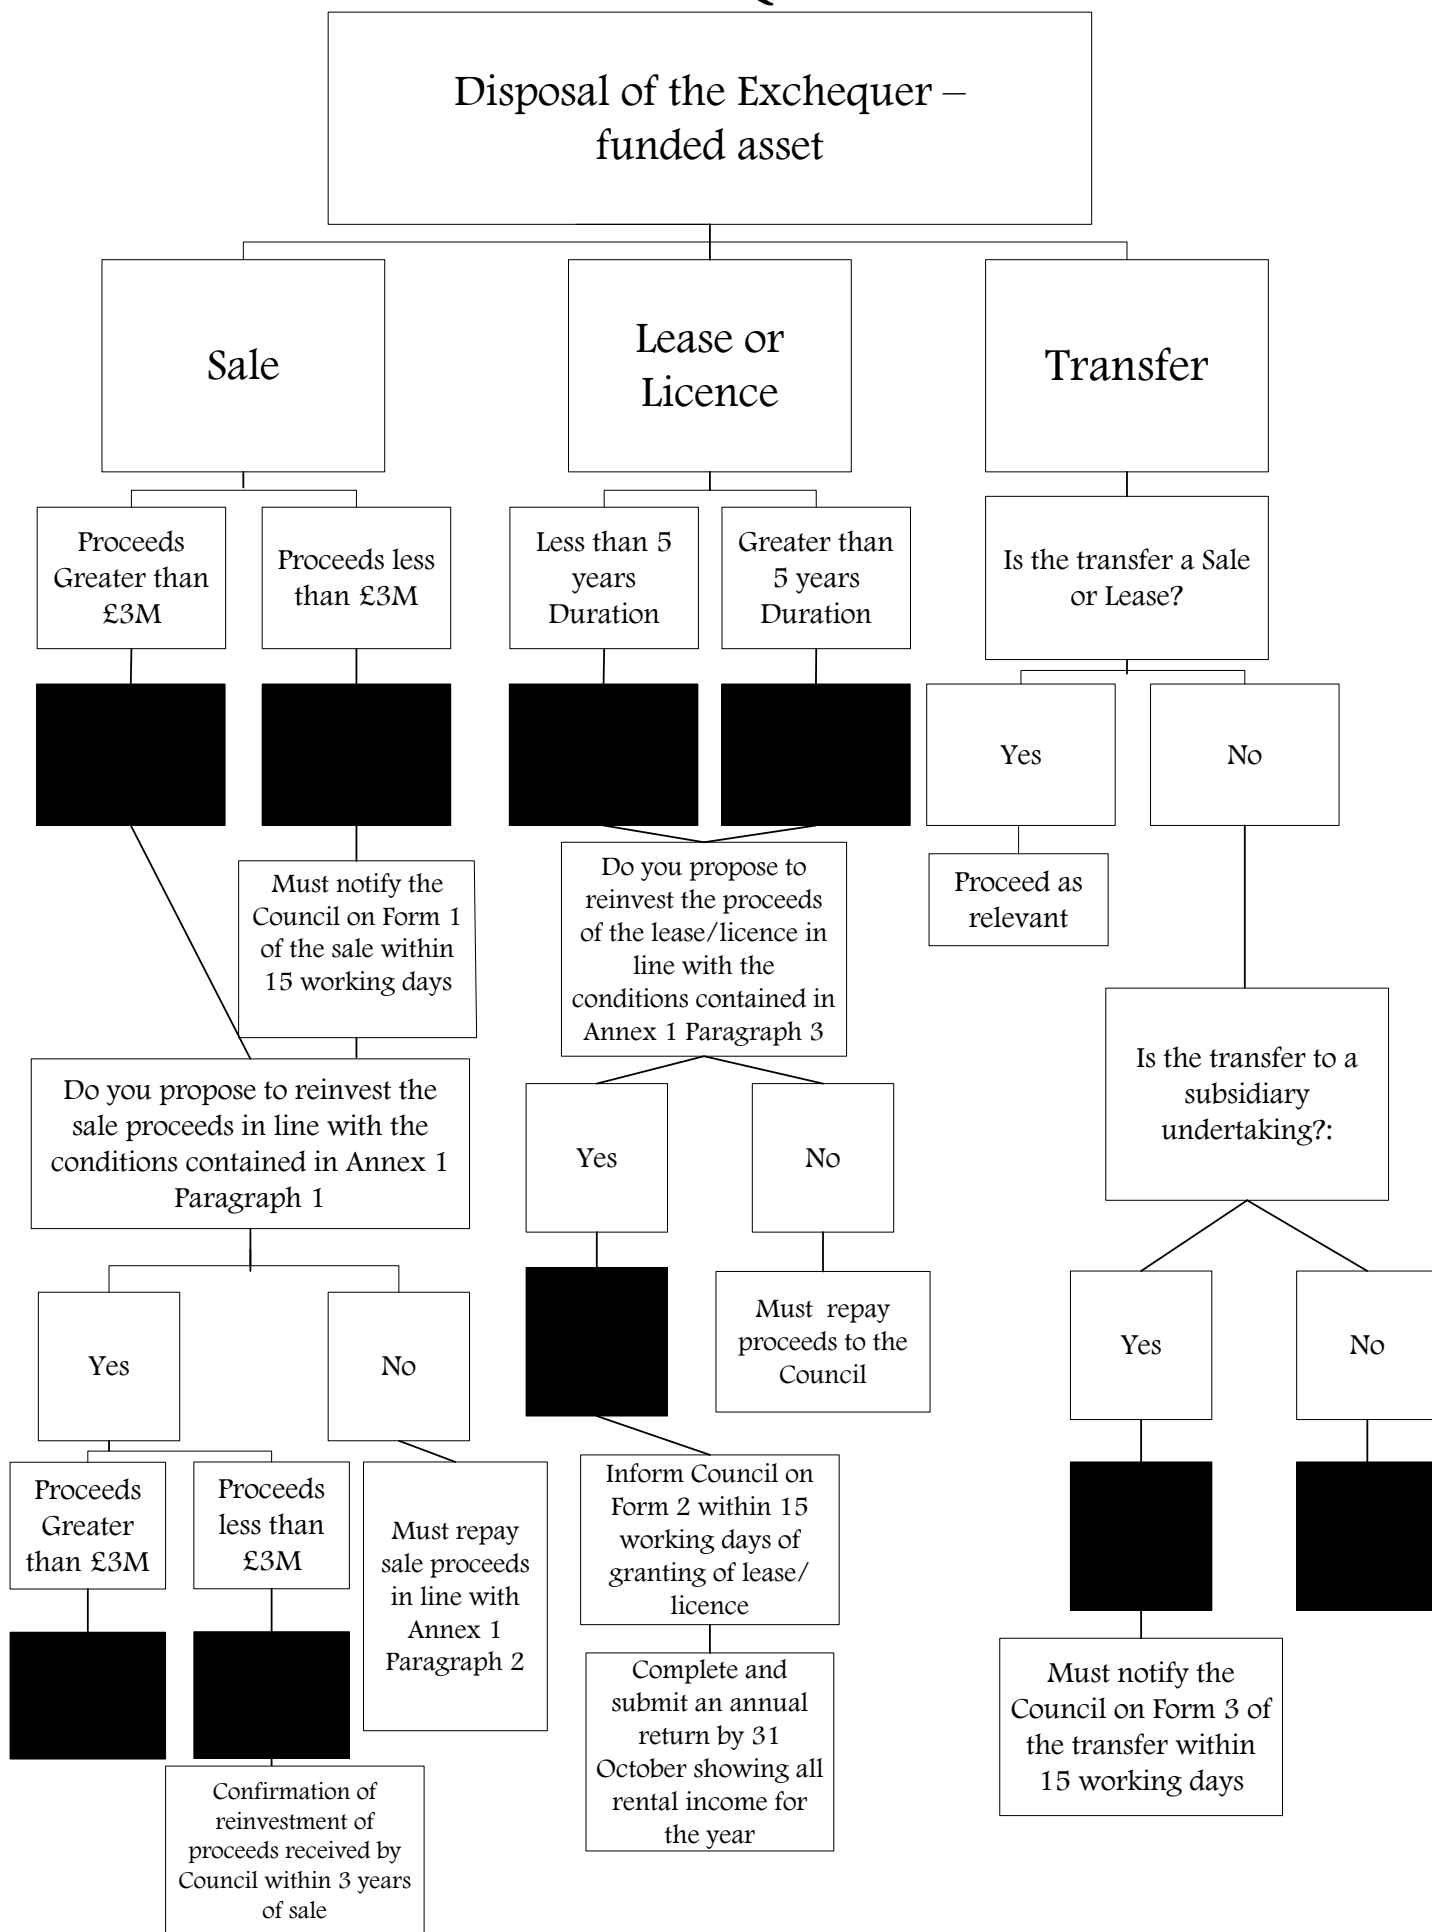 Disposal of the Exchequer –
funded asset
Sale
Lease or
Licence
Transfer
Proceeds
Greater than
£3M
Proceeds less
than £3M
Less than 5
years
Duration
Greater than
5 years
Duration
Is the transfer a Sale
or Lease?
Yes
No
Must notify the
Council on Form 1
of the sale within
15 working days
Do you propose to
reinvest the proceeds
of the lease/licence in
line with the
conditions contained in
Annex 1 Paragraph 3
Proceed as
relevant
Do you propose to reinvest the
sale proceeds in line with the
conditions contained in Annex 1
Paragraph 1
Yes
No
Is the transfer to a
subsidiary
undertaking?:
Yes
No
Must repay
proceeds to the
Council
Yes
No
Proceeds
Greater
than £3M
Proceeds
less than
£3M
Must repay
sale proceeds
in line with
Annex 1
Paragraph 2
Inform Council on
Form 2 within 15
working days of
granting of lease/
licence
Complete and
submit an annual
return by 31
October showing all
rental income for
the year
Must notify the
Council on Form 3 of
the transfer within
15 working days
Confirmation of
reinvestment of
proceeds received by
Council within 3 years
of sale